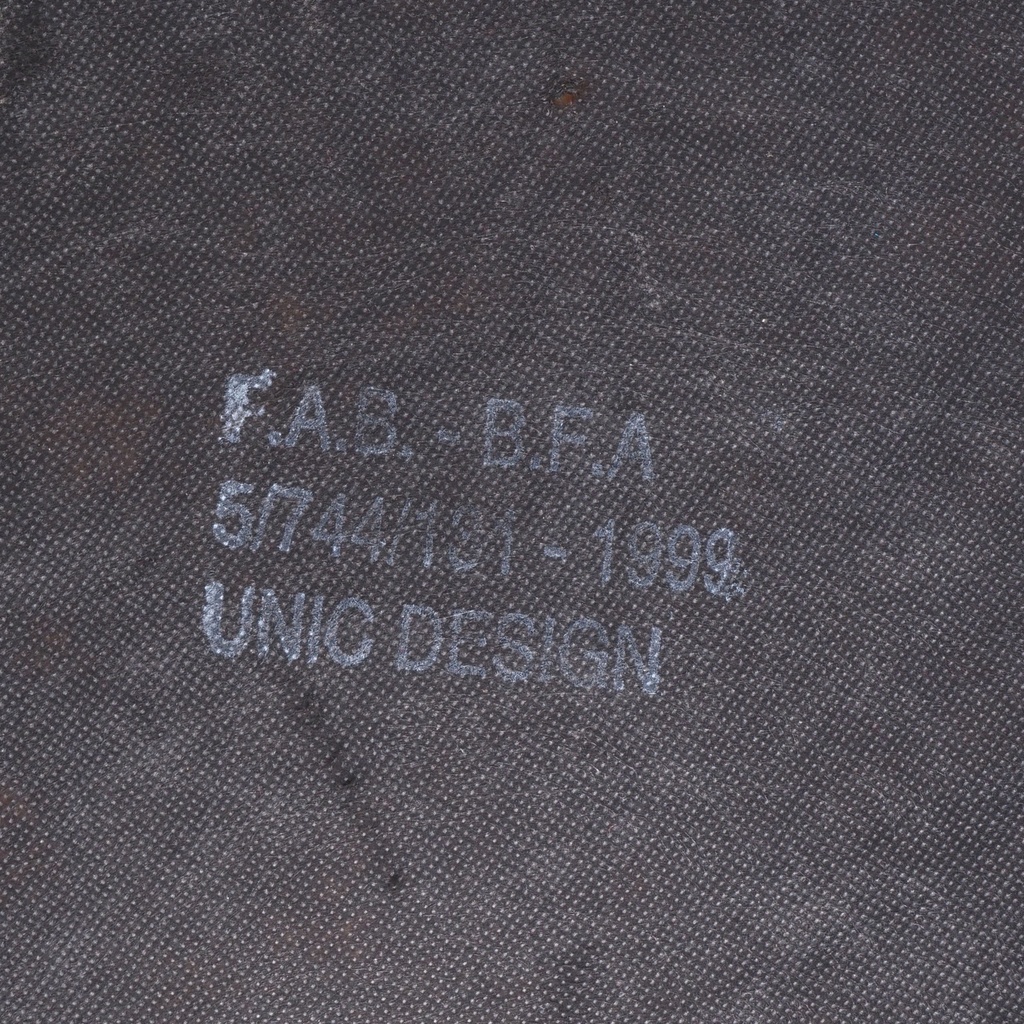 F.A.B. - B.F.A
5/744/131 - 1999
UNIC DESIGN